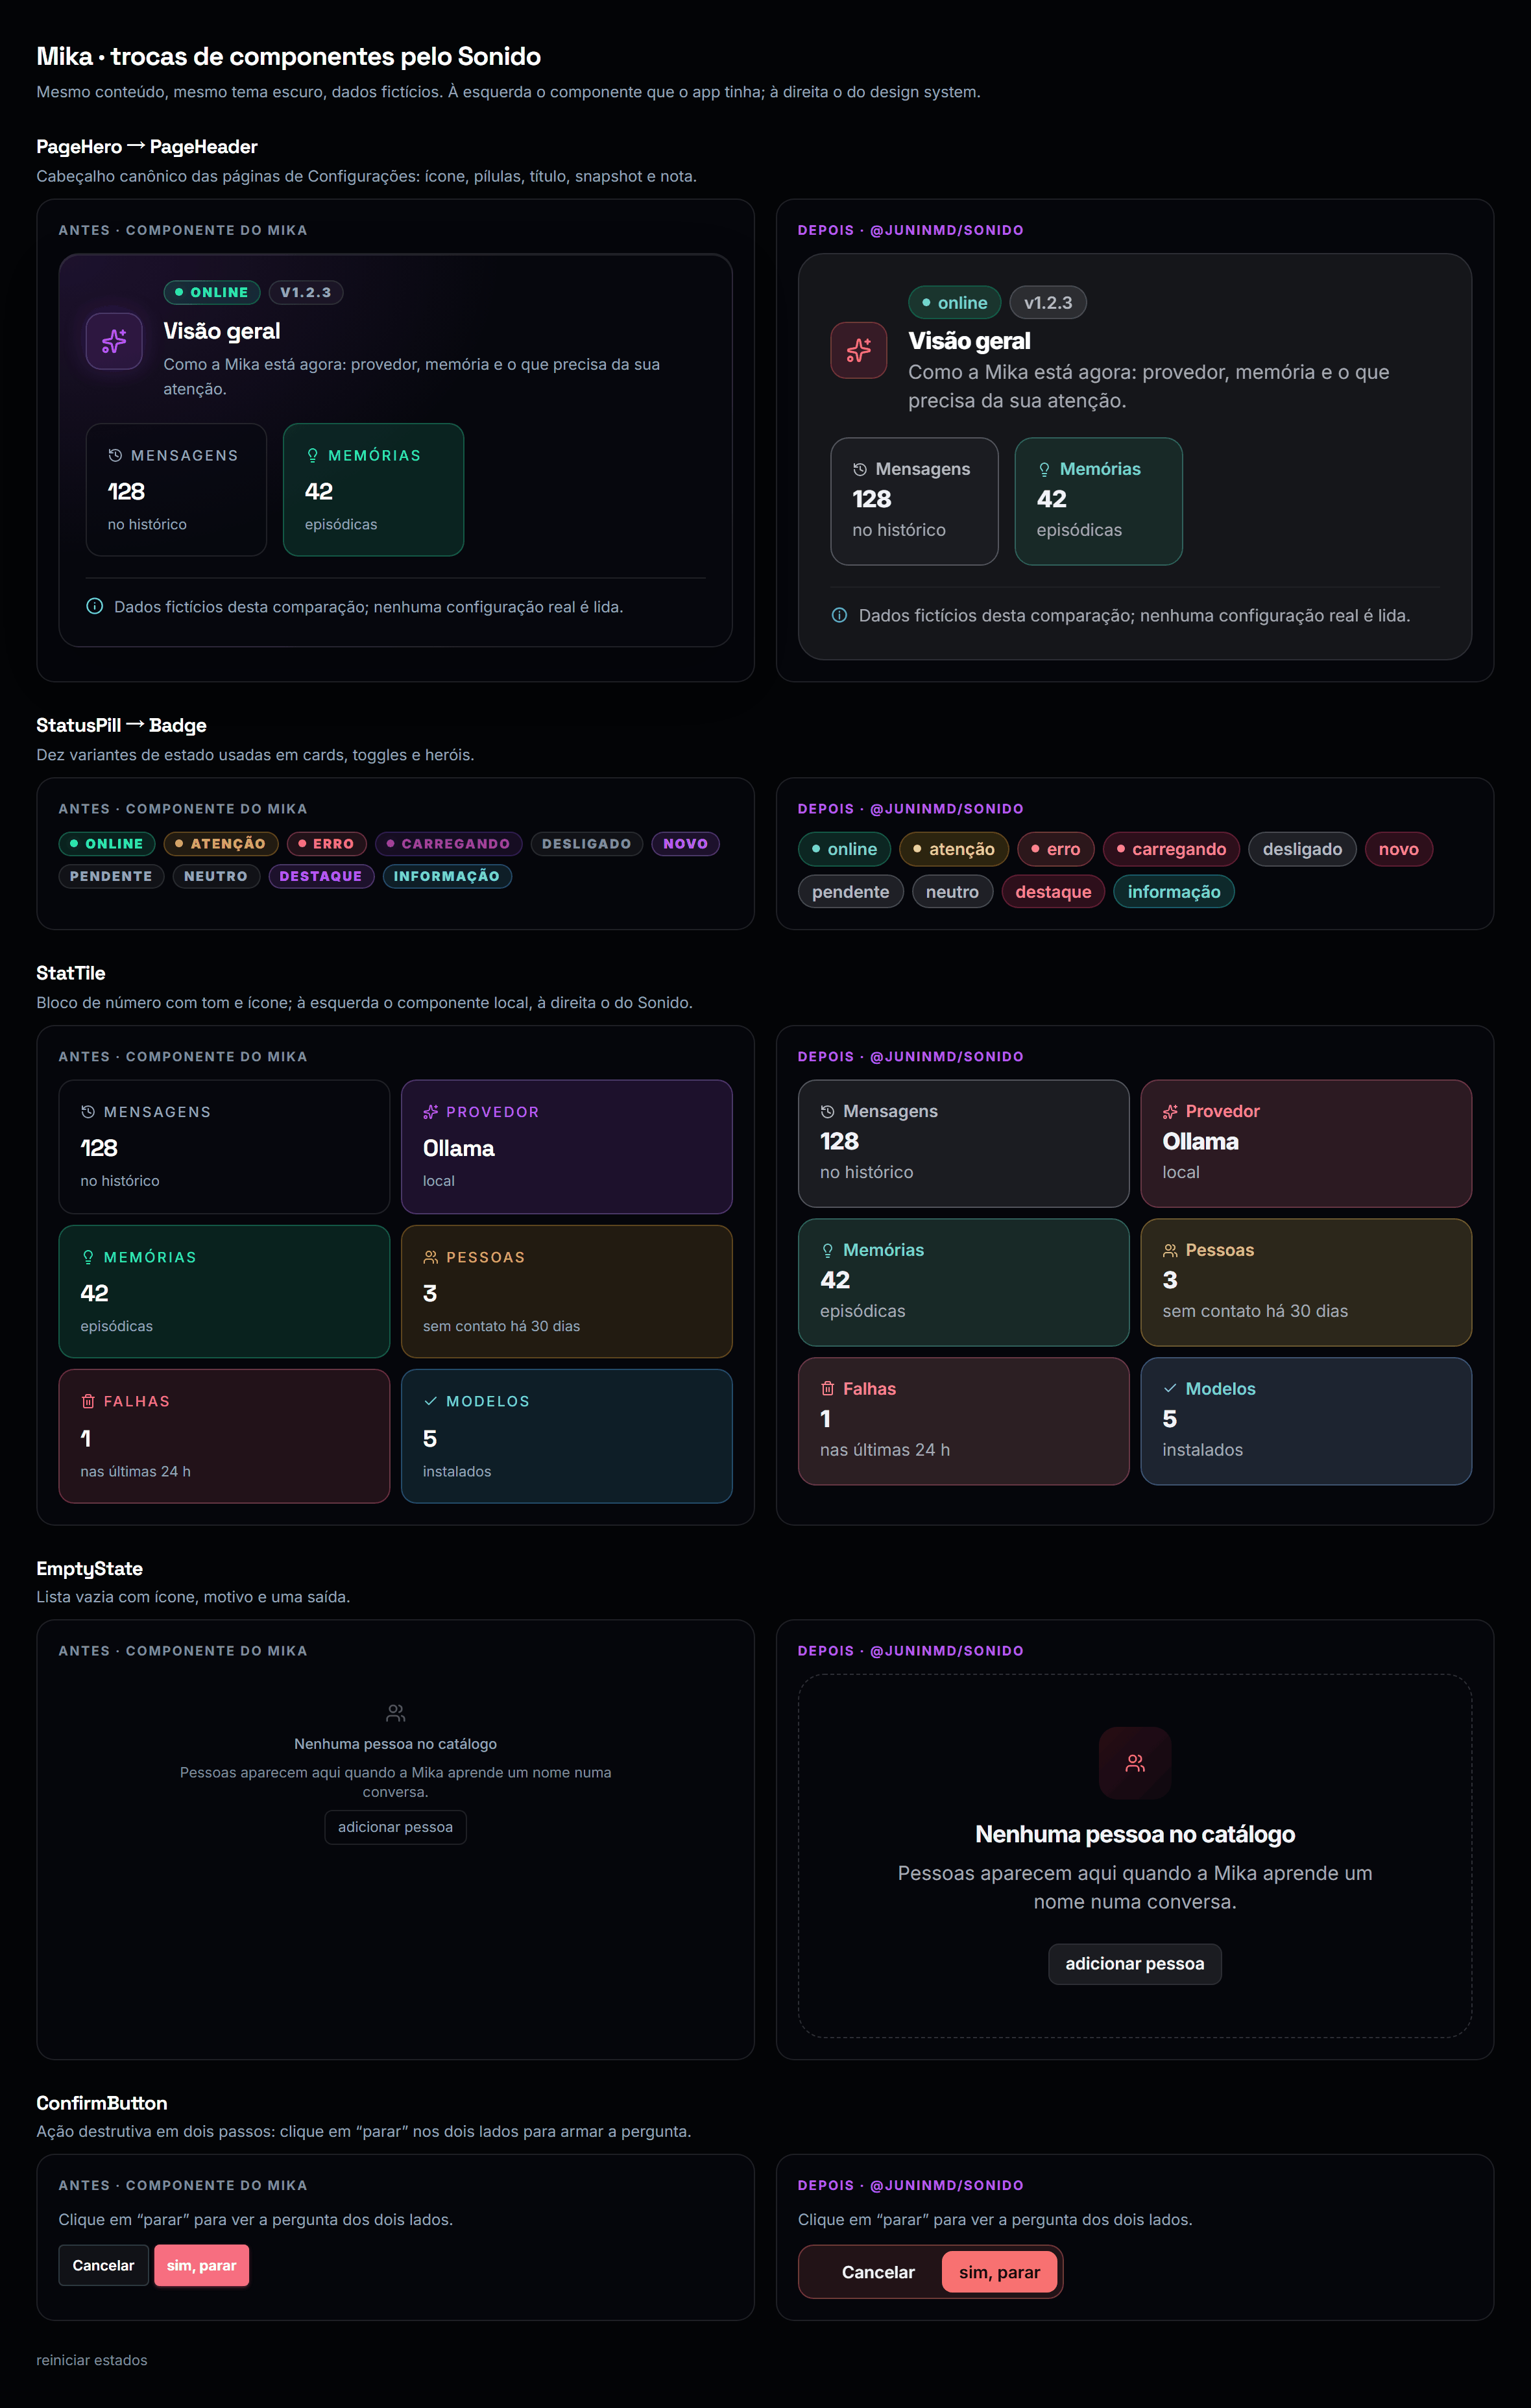 Mika · trocas de componentes pelo Sonido
Mesmo conteúdo, mesmo tema escuro, dados fictícios. À esquerda o componente que o app tinha; à direita o do design system.
PageHero → PageHeader
Cabeçalho canônico das páginas de Configurações: ícone, pílulas, título, snapshot e nota.
ANTES · COMPONENTE DO MIKA
ONLINE
V1.2.3
Visão geral
Como a Mika está agora: provedor, memória e o que precisa da sua
atenção.
MENSAGENS
128
no histórico
MEMÓRIAS
42
episódicas
Dados fictícios desta comparação; nenhuma configuração real é lida.
DEPOIS · @JUNINMD/SONIDO
online
v1.2.3
Visão geral
Como a Mika está agora: provedor, memória e o que
precisa da sua atenção.
Mensagens
128
no histórico
Memórias
42
episódicas
Dados fictícios desta comparação; nenhuma configuração real é lida.
StatusPill → Badge
Dez variantes de estado usadas em cards, toggles e heróis.
ANTES · COMPONENTE DO MIKA
ONLINE ATENÇÃO ERRO CARREGANDO DESLIGADO NOVO
PENDENTE NEUTRO DESTAQUE INFORMAÇÃO
DEPOIS · @JUNINMD/SONIDO
online atenção erro carregando desligado novo
pendente neutro destaque informação
StatTile
Bloco de número com tom e ícone; à esquerda o componente local, à direita o do Sonido.
ANTES · COMPONENTE DO MIKA
MENSAGENS
128
no histórico
PROVEDOR
Ollama
local
MEMÓRIAS
42
episódicas
PESSOAS
3
sem contato há 30 dias
FALHAS
1
nas últimas 24 h
MODELOS
5
instalados
DEPOIS · @JUNINMD/SONIDO
Mensagens
128
no histórico
Provedor
Ollama
local
Memórias
42
episódicas
Pessoas
3
sem contato há 30 dias
Falhas
1
nas últimas 24 h
Modelos
5
instalados
EmptyState
Lista vazia com ícone, motivo e uma saída.
ANTES · COMPONENTE DO MIKA
Nenhuma pessoa no catálogo
Pessoas aparecem aqui quando a Mika aprende um nome numa
conversa.
adicionar pessoa
DEPOIS · @JUNINMD/SONIDO
Nenhuma pessoa no catálogo
Pessoas aparecem aqui quando a Mika aprende um
nome numa conversa.
adicionar pessoa
ConfirmButton
Ação destrutiva em dois passos: clique em “parar” nos dois lados para armar a pergunta.
ANTES · COMPONENTE DO MIKA
Clique em “parar” para ver a pergunta dos dois lados.
Cancelar sim, parar
DEPOIS · @JUNINMD/SONIDO
Clique em “parar” para ver a pergunta dos dois lados.
Cancelar sim, parar
reiniciar estados